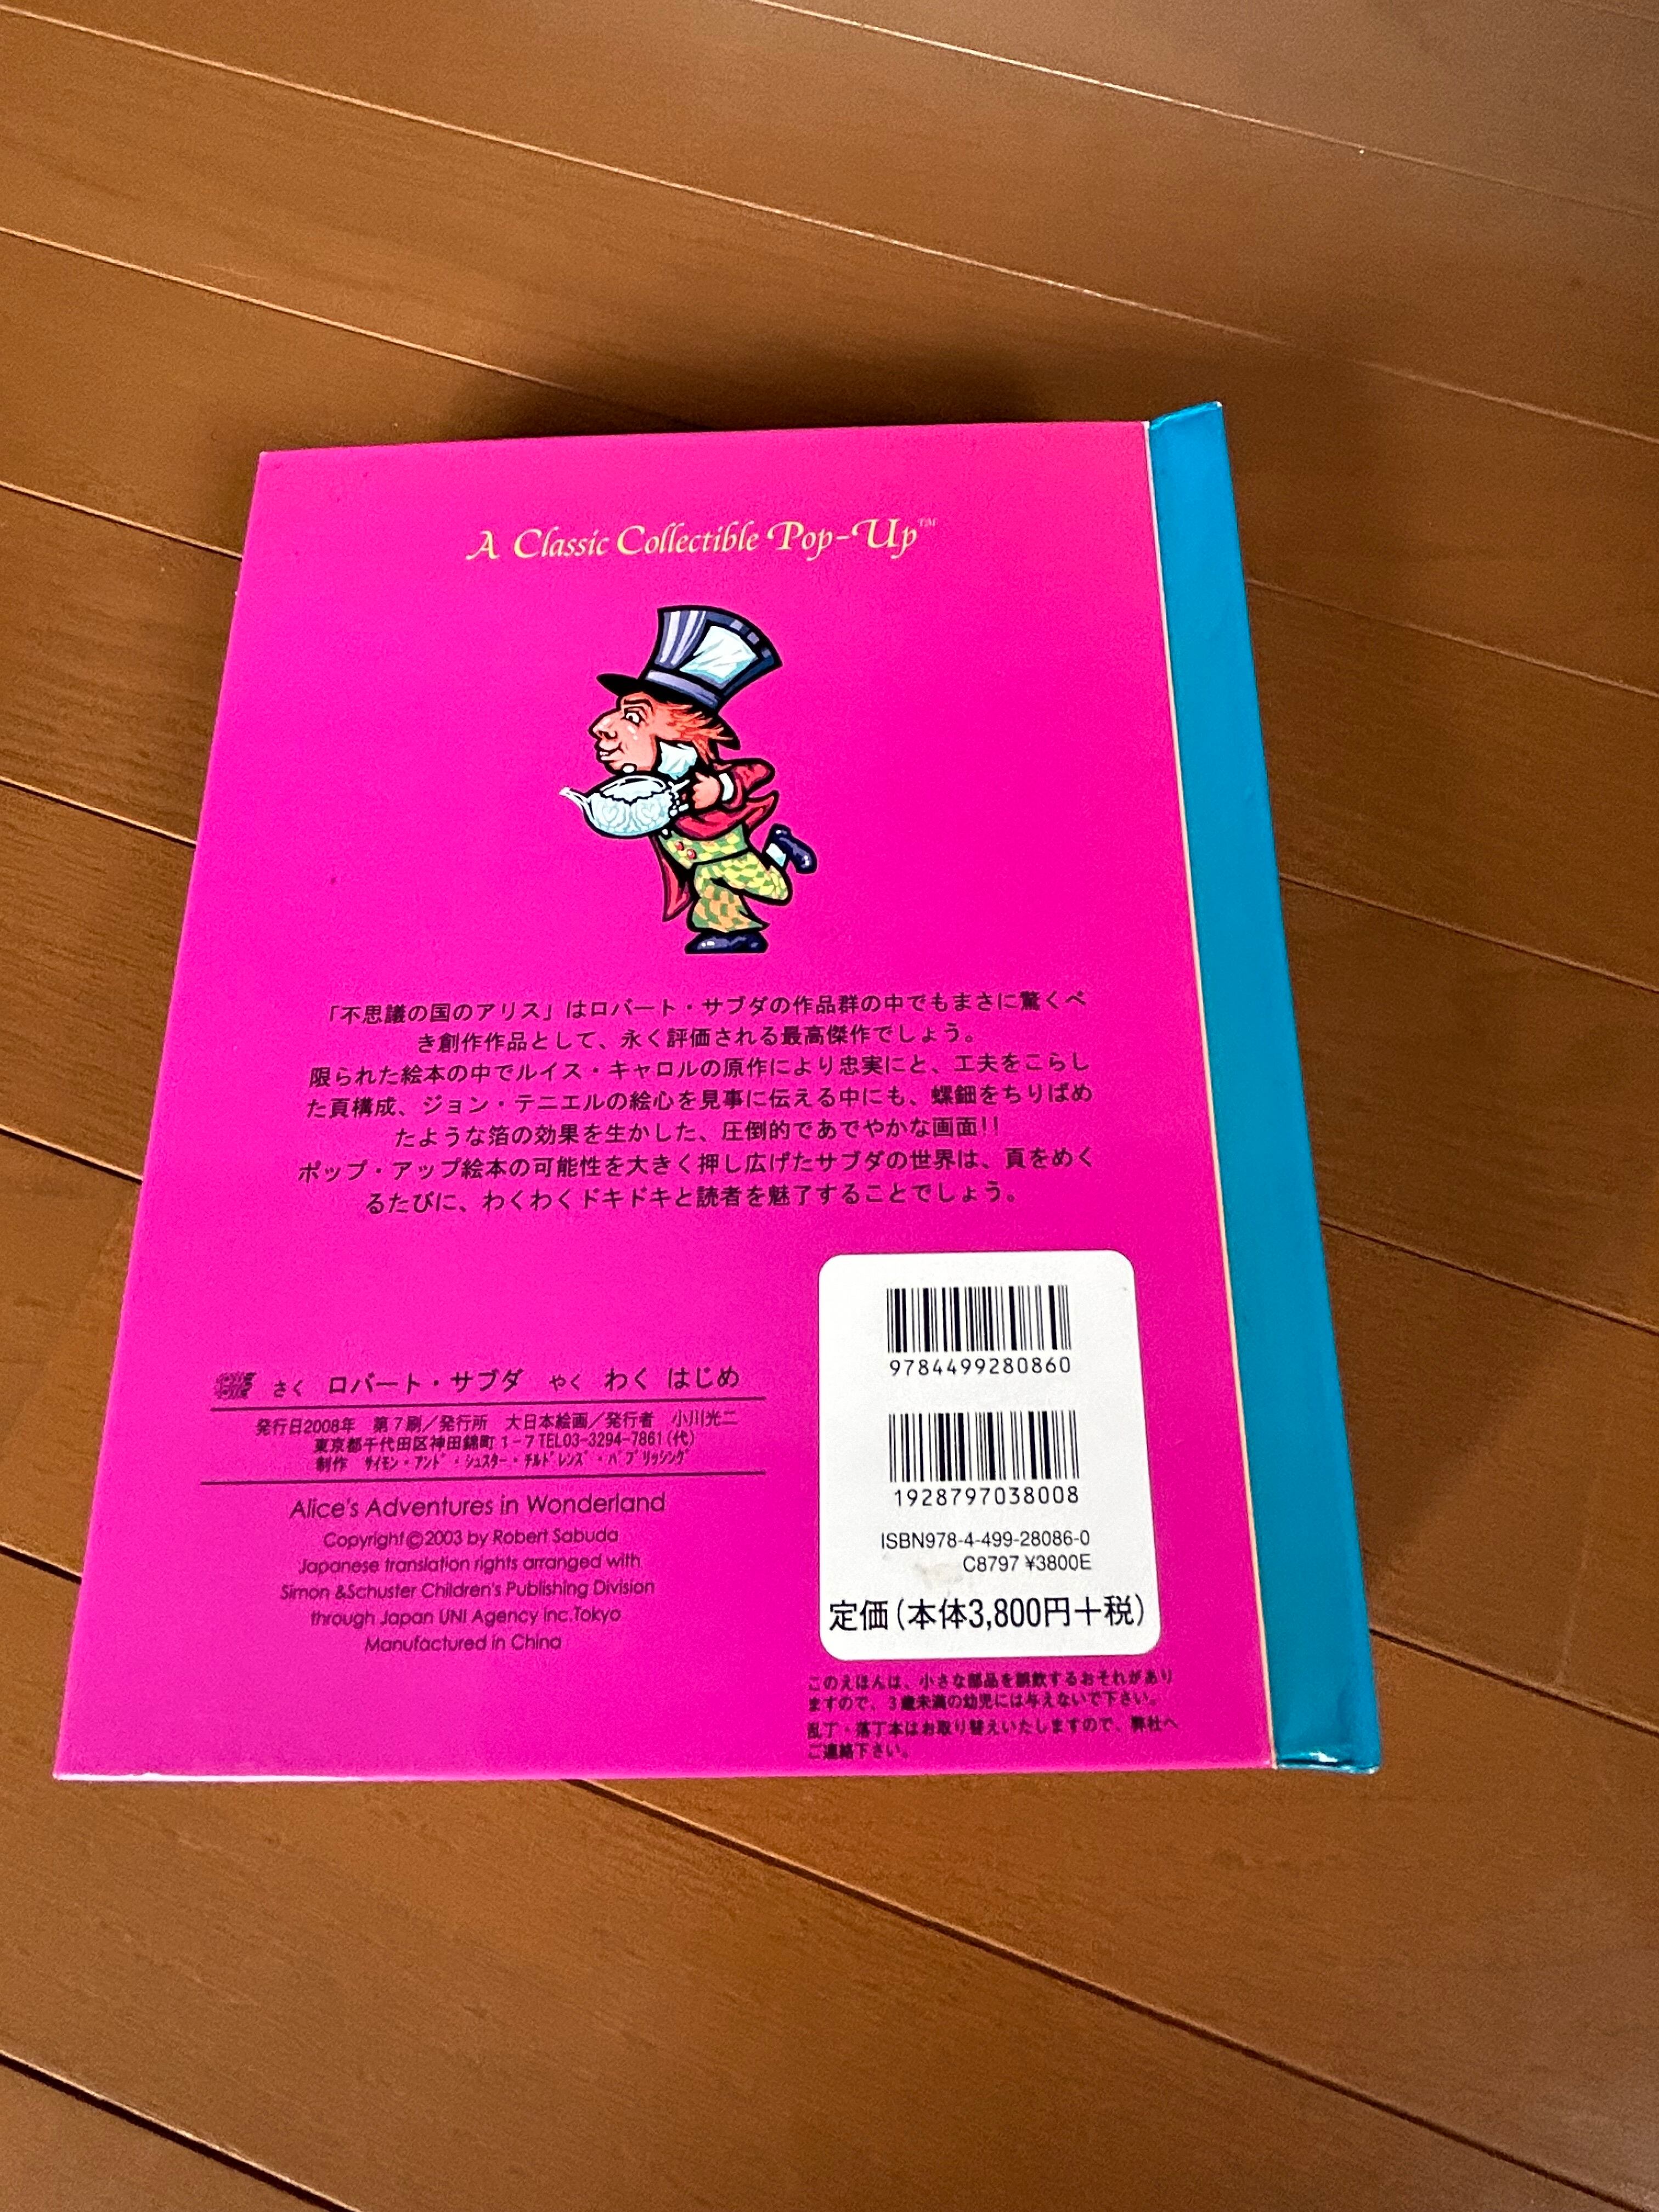 A Classic Collectible Pop-Up™
「不思議の国のアリス」はロバート・サブダの作品群の中でもまさに驚くべ
き創作作品として、永く評価される最高傑作でしょう。
限られた絵本の中でルイス・キャロルの原作により忠実にと、工夫をこらし
た頁構成、ジョン・テニエルの絵心を見事に伝える中にも、螺鈿をちりばめ
たような箔の効果を生かした、圧倒的であでやかな画面!!
ポップ・アップ絵本の可能性を大きく押し広げたサブダの世界は、頁をめく
るたびに、わくわくドキドキと読者を魅了することでしょう。
さく ロバート・サブダ やく わく はじめ
発行日2008年 第7刷/発行所 大日本絵画/発行者 小川光二
東京都千代田区神田錦町1-7 TEL03-3294-7861(代)
制作 ｻｲﾓﾝ・ｱﾝﾄﾞ・ｼｭｽﾀｰ・ﾁﾙﾄﾞﾚﾝｽﾞ・ﾊﾟﾌﾞﾘｯｼﾝｸﾞ
Alice's Adventures in Wonderland
Copyright©2003 by Robert Sabuda
Japanese translation rights arranged with
Simon &Schuster Children's Publishing Division
through Japan UNI Agency inc.Tokyo
Manufactured in China
9784499280860
1928797038008
ISBN978-4-499-28086-0
C8797 ¥3800E
定価(本体3,800円+税)
このえほんは、小さな部品を誤飲するおそれがあり
ますので、3歳未満の幼児には与えないで下さい。
乱丁・落丁本はお取り替えいたしますので、弊社へ
ご連絡下さい。